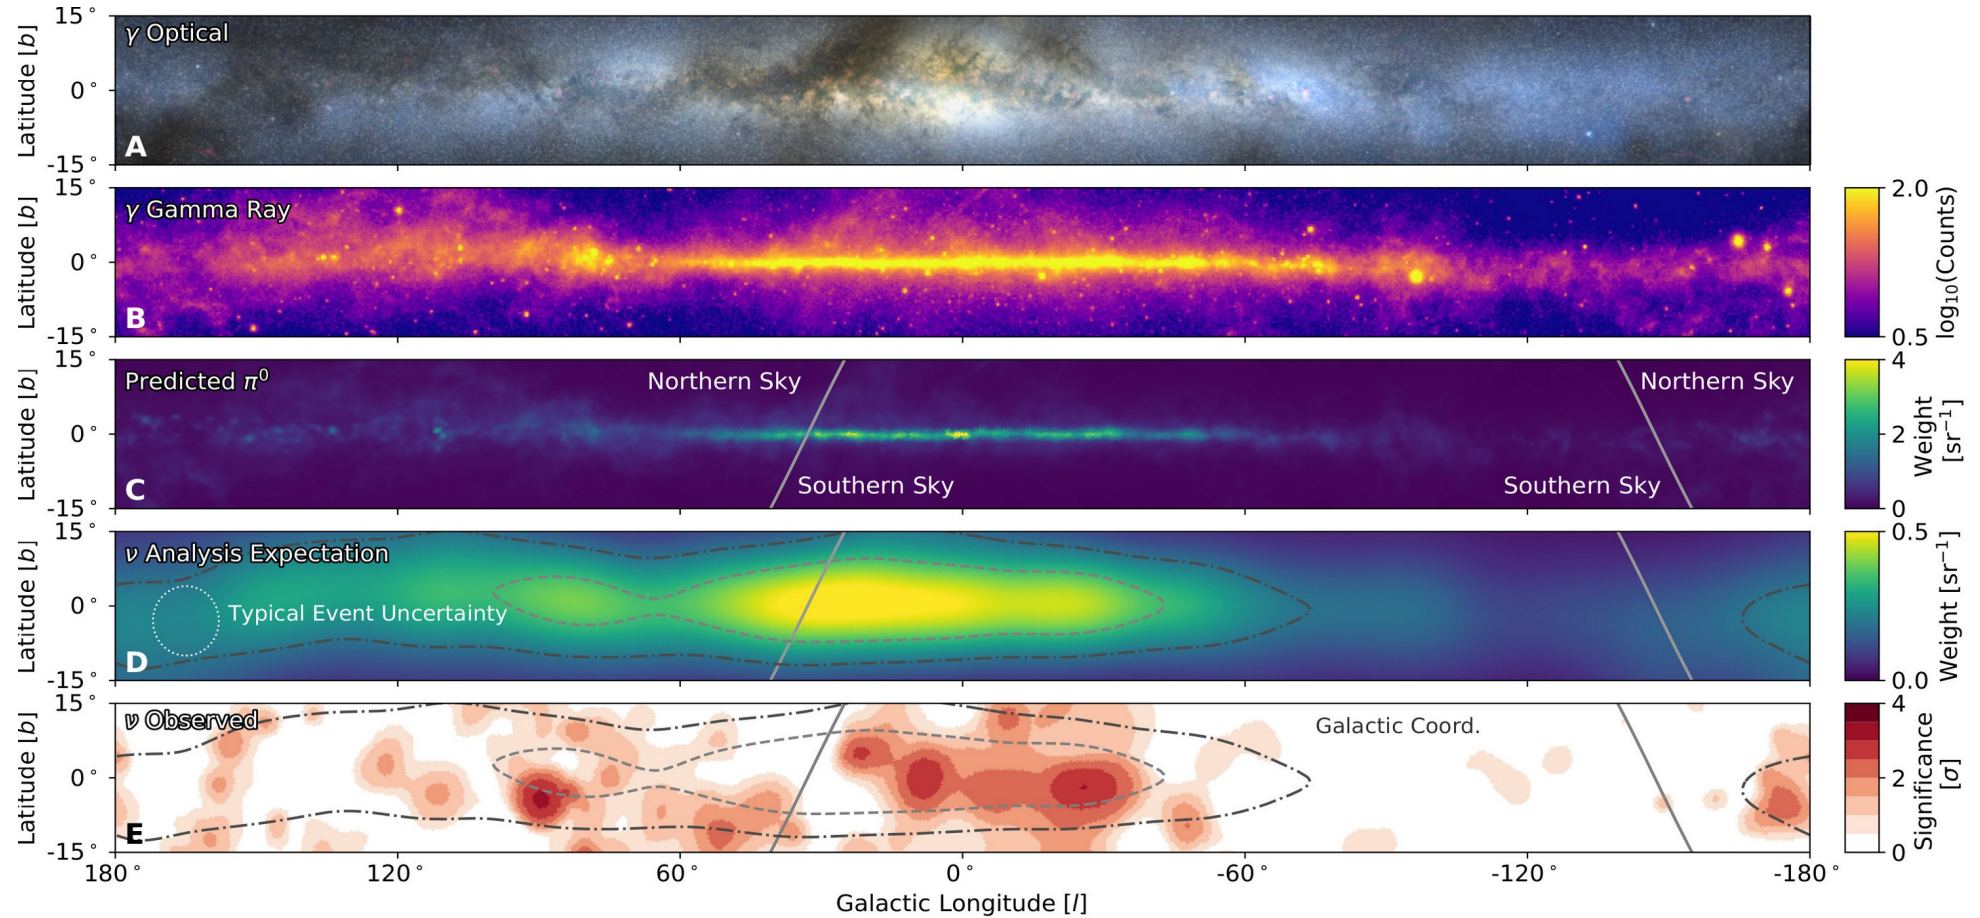 15°
γ Optical
Latitude [b]
0°
A
-15°
15°
γ Gamma Ray
Latitude [b]
0°
B
-15°
2.0
log₁₀(Counts)
0.5
15°
Predicted π⁰
Northern Sky
Northern Sky
Latitude [b]
0°
Southern Sky
Southern Sky
C
-15°
4
2
0
Weight
[sr⁻¹]
15°
ν Analysis Expectation
Latitude [b]
0°
Typical Event Uncertainty
D
-15°
0.5
Weight [sr⁻¹]
0.0
15°
ν Observed
Galactic Coord.
Latitude [b]
0°
E
-15°
4
2
0
Significance
[σ]
180° 120° 60° 0° -60° -120° -180°
Galactic Longitude [l]